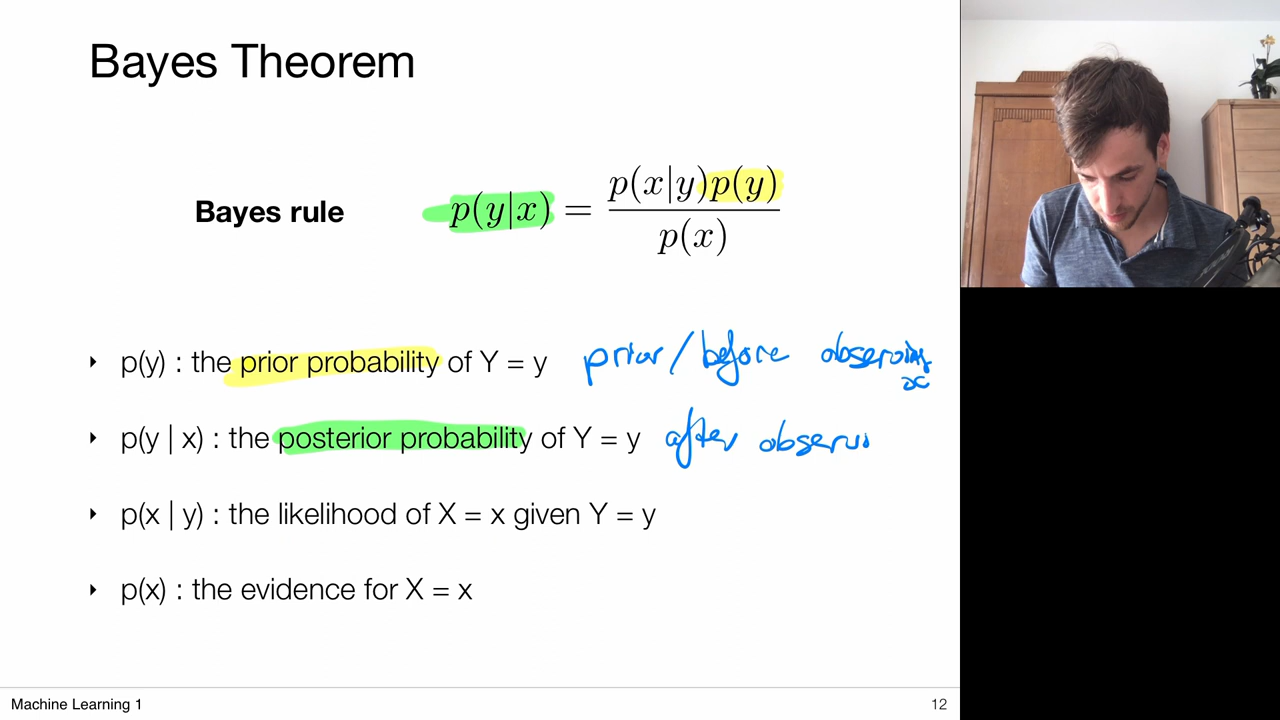 Bayes Theorem
Bayes rule p(y|x) = p(x|y)p(y) / p(x)
‣ p(y) : the prior probability of Y = y prior / before observing x
‣ p(y | x) : the posterior probability of Y = y after observi
‣ p(x | y) : the likelihood of X = x given Y = y
‣ p(x) : the evidence for X = x
Machine Learning 1 12